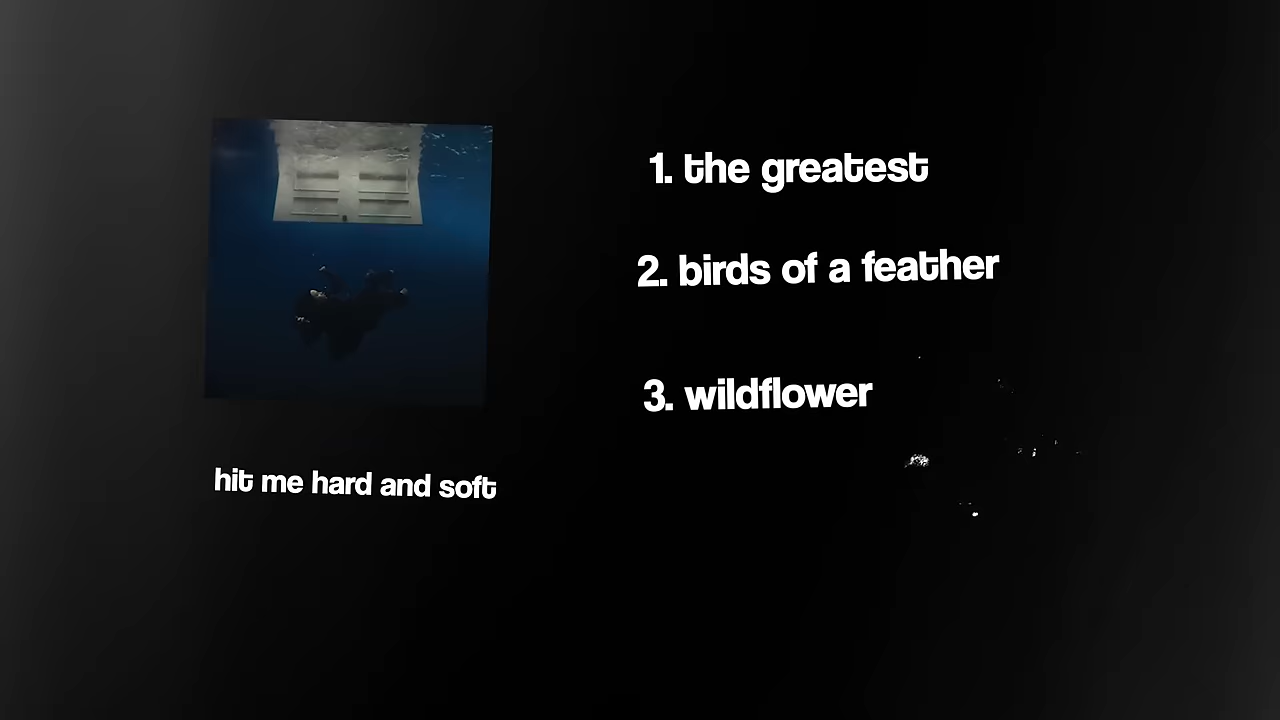 1. the greatest
2. birds of a feather
3. wildflower
hit me hard and soft